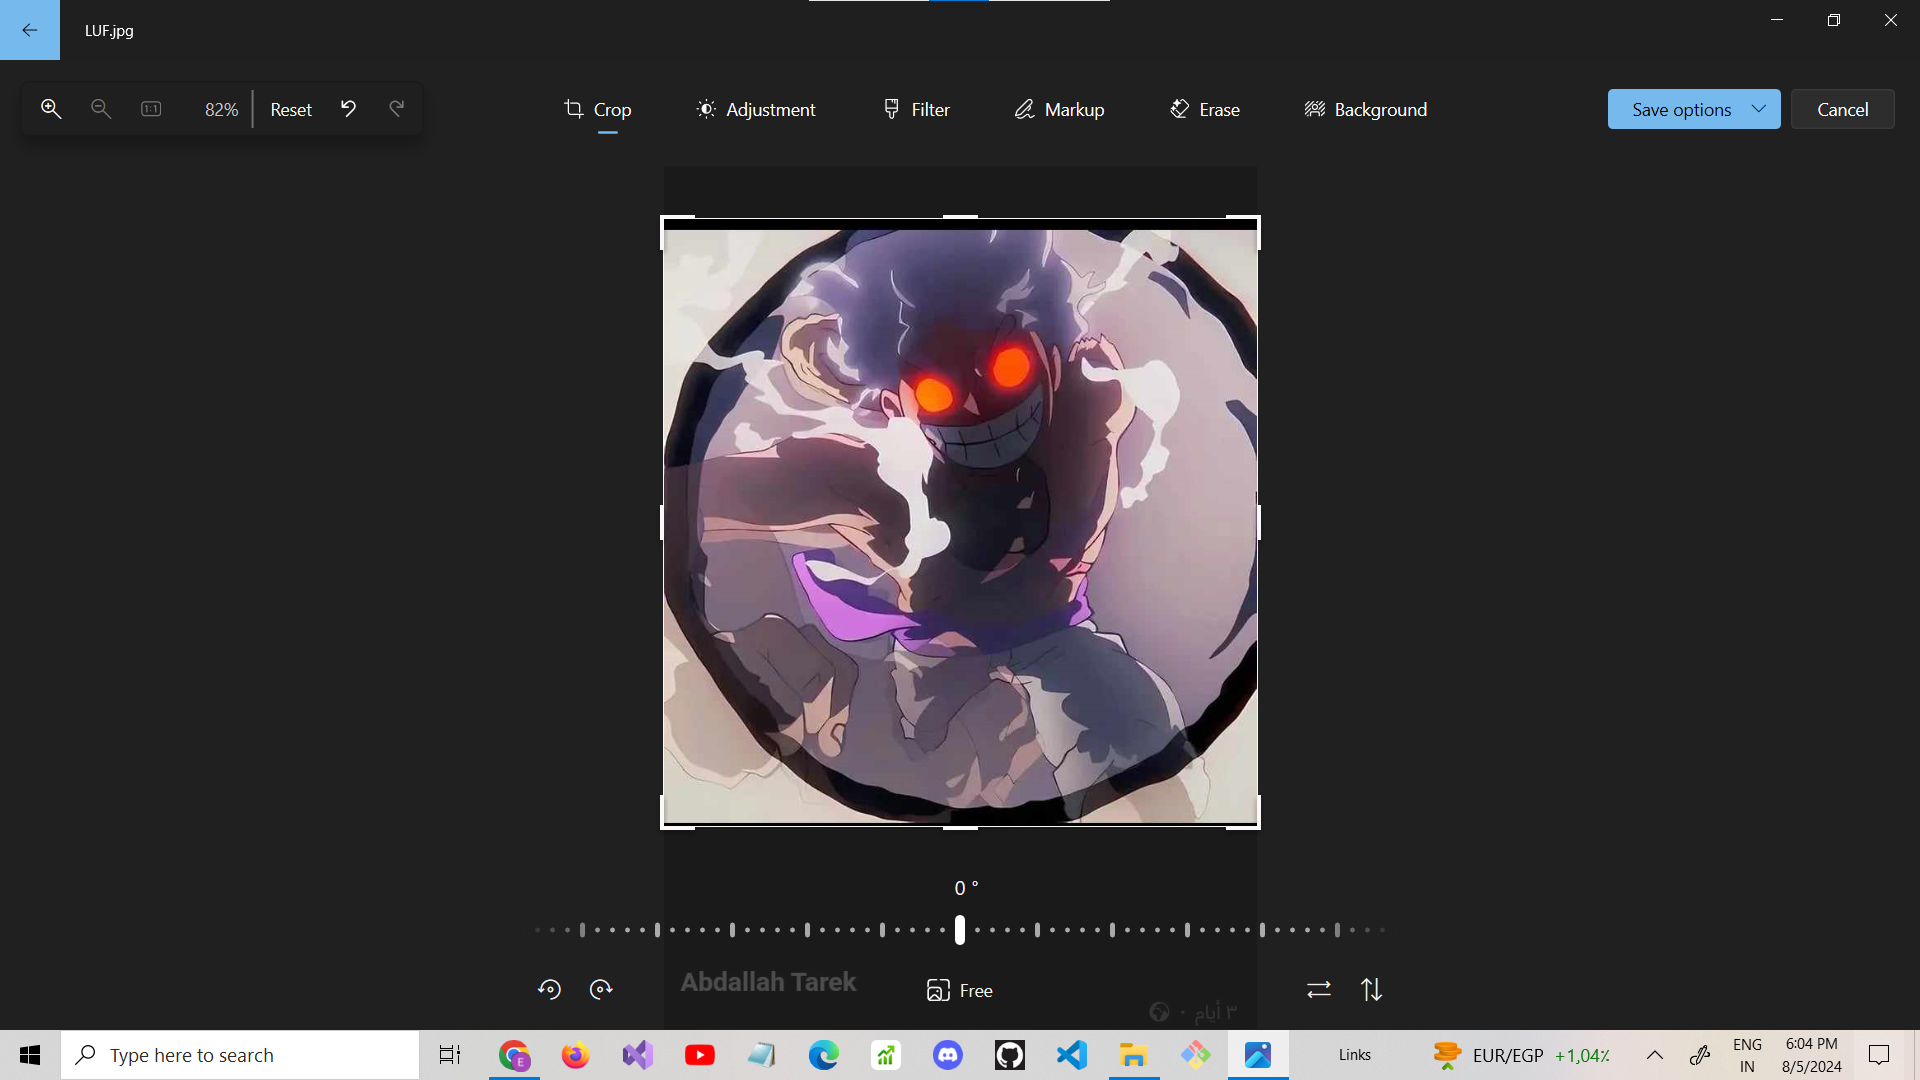 LUF.jpg
82%
Reset
Crop
Adjustment
Filter
Markup
Erase
Background
Save options
Cancel
0 °
Abdallah Tarek
Free
٣ أيام ·
Type here to search
Links
EUR/EGP +1,04%
ENG
IN
6:04 PM
8/5/2024